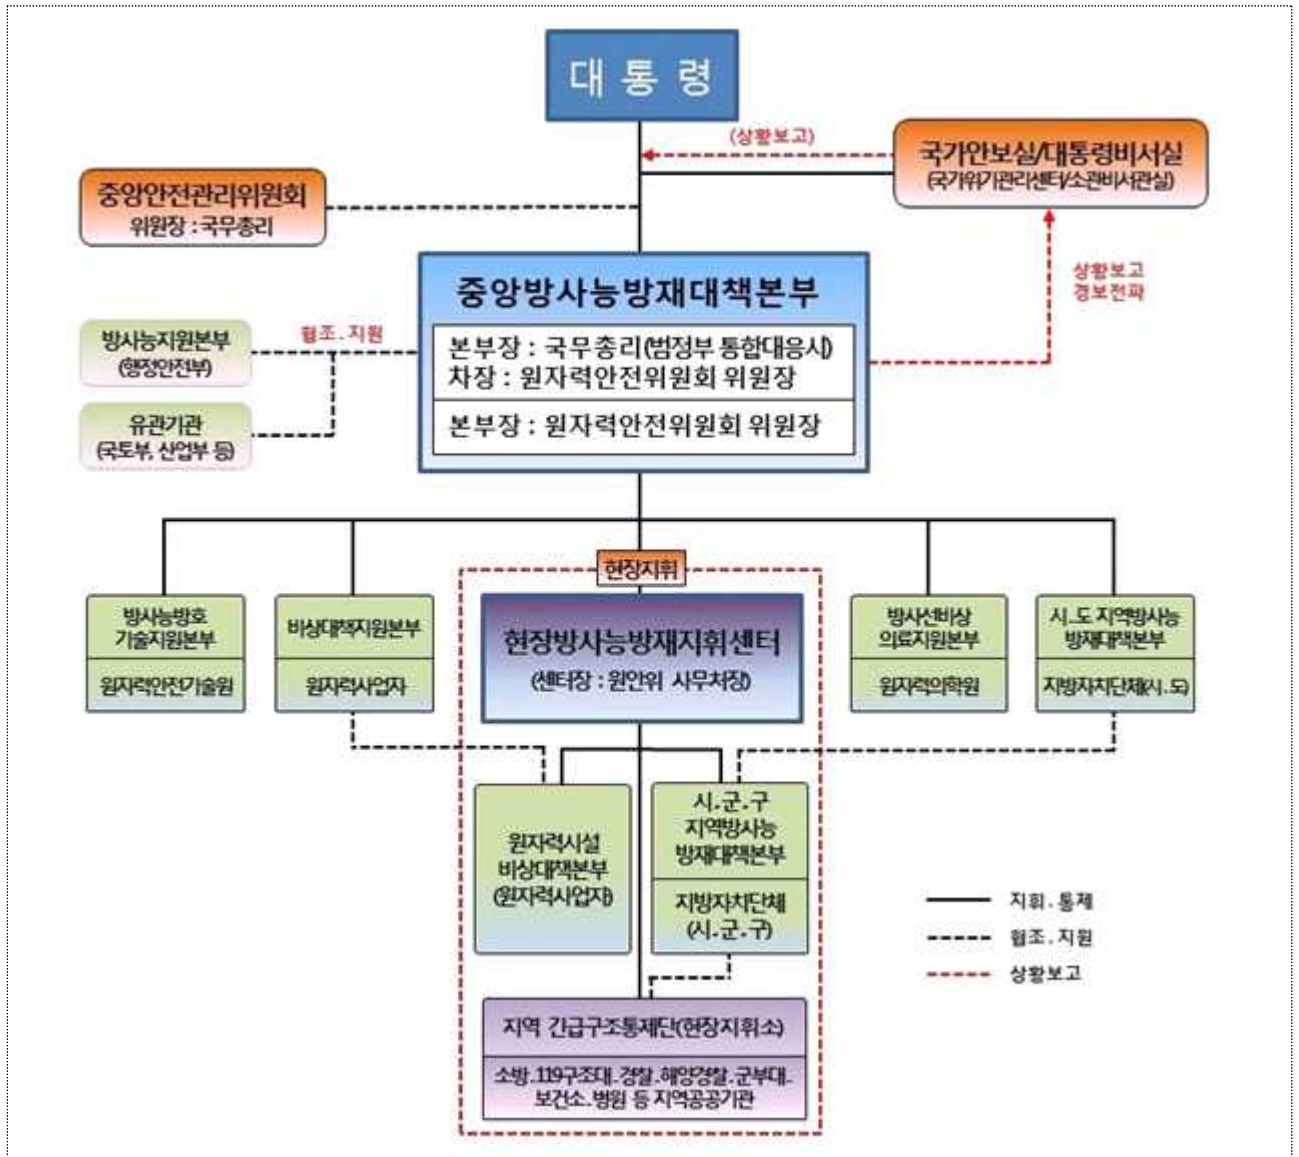 대 통 령
(상황보고)
국가안보실/대통령비서실
(국가위기관리센터/소관비서관실)
중앙안전관리위원회
위원장 : 국무총리
상황보고
경보전파
중앙방사능방재대책본부
본부장 : 국무총리(범정부 통합대응시)
차장 : 원자력안전위원회 위원장
본부장 : 원자력안전위원회 위원장
방사능지원본부
(행정안전부)
협조.지원
유관기관
(국토부, 산업부 등)
현장지휘
방사능방호
기술지원본부
원자력안전기술원
비상대책지원본부
원자력사업자
현장방사능방재지휘센터
(센터장 : 원안위 사무처장)
방사선비상
의료지원본부
원자력의학원
시.도 지역방사능
방재대책본부
지방자치단체(시.도)
원자력시설
비상대책본부
(원자력사업자)
시.군.구
지역방사능
방재대책본부
지방자치단체
(시.군.구)
지휘.통제
협조.지원
상황보고
지역 긴급구조통제단(현장지휘소)
소방.119구조대.경찰.해양경찰.군부대.
보건소.병원 등 지역공공기관